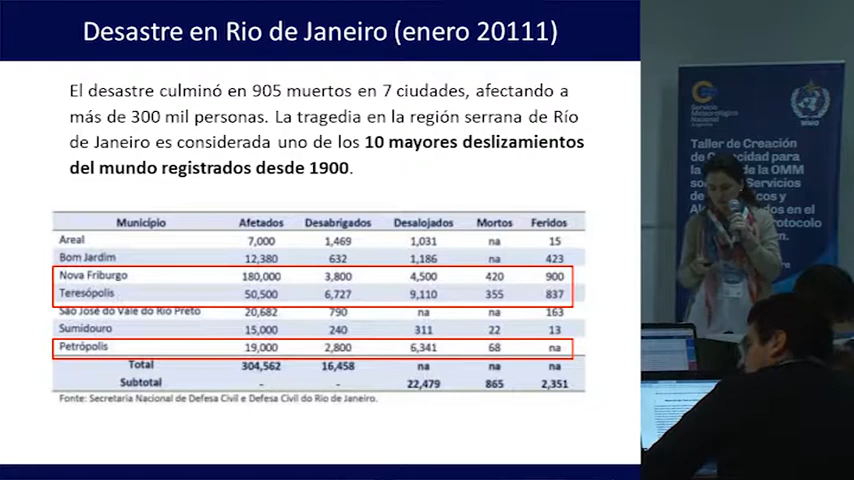 Desastre en Rio de Janeiro (enero 20111)
El desastre culminó en 905 muertos en 7 ciudades, afectando a
más de 300 mil personas. La tragedia en la región serrana de Río
de Janeiro es considerada uno de los 10 mayores deslizamientos
del mundo registrados desde 1900.
Município Afetados Desabrigados Desalojados Mortos Feridos
Areal 7,000 1,469 1,031 na 15
Bom Jardim 12,380 632 1,186 na 423
Nova Friburgo 180,000 3,800 4,500 420 900
Teresópolis 50,500 6,727 9,110 355 837
São José do Vale do Rio Preto 20,682 790 na na 163
Sumidouro 15,000 240 311 22 13
Petrópolis 19,000 2,800 6,341 68 na
Total 304,562 16,458 na na na
Subtotal - - 22,479 865 2,351
Fonte: Secretaria Nacional de Defesa Civil e Defesa Civil do Rio de Janeiro.
Servicio
Meteorológico
Nacional
Argentina
WMO
Taller de Creación
de Capacidad para
la de la OMM
Servicios
de
en el
rotocolo